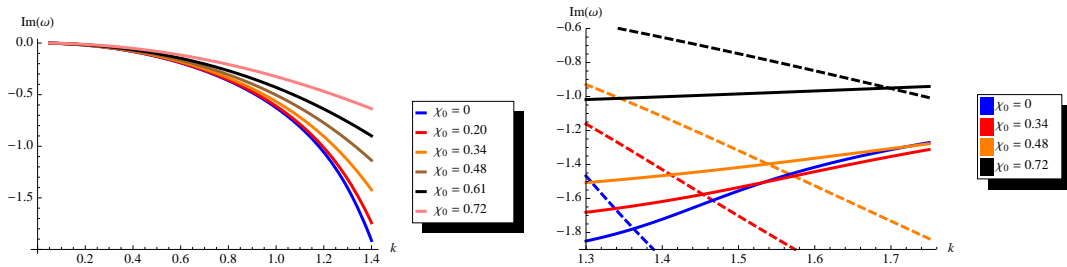 Im(ω)
0.0
−0.5
−1.0
−1.5
0.2 0.4 0.6 0.8 1.0 1.2 1.4
k
χ0 = 0
χ0 = 0.20
χ0 = 0.34
χ0 = 0.48
χ0 = 0.61
χ0 = 0.72
Im(ω)
−0.6
−0.8
−1.0
−1.2
−1.4
−1.6
−1.8
1.3 1.4 1.5 1.6 1.7
k
χ0 = 0
χ0 = 0.34
χ0 = 0.48
χ0 = 0.72